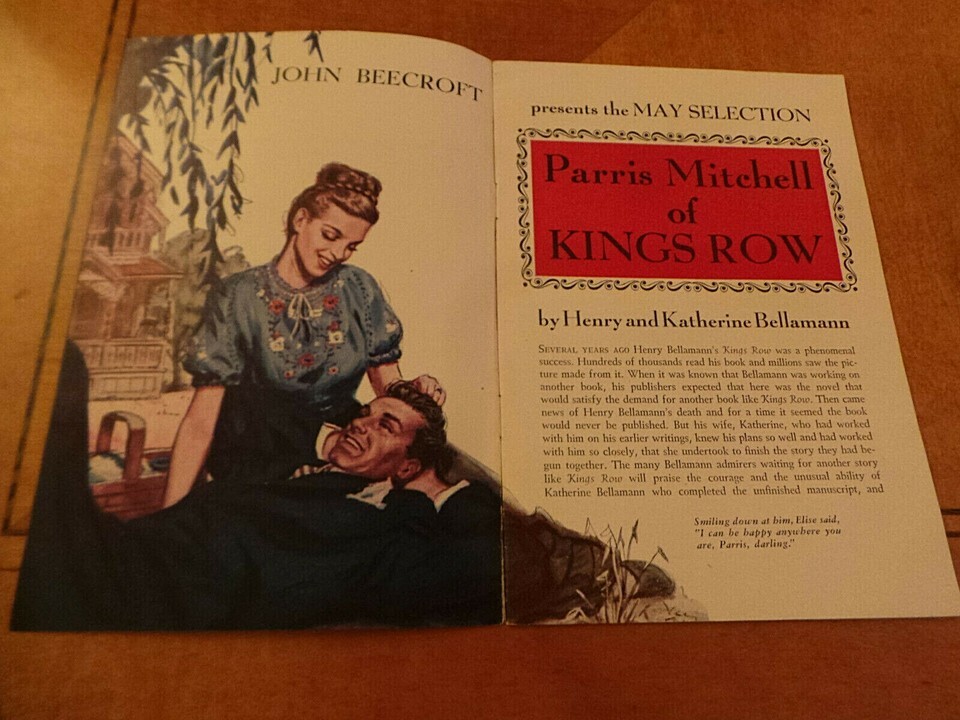 JOHN BEECROFT
presents the MAY SELECTION
Parris Mitchell
of
KINGS ROW
by Henry and Katherine Bellamann
SEVERAL YEARS AGO Henry Bellamann's Kings Row was a phenomenal
success. Hundreds of thousands read his book and millions saw the pic-
ture made from it. When it was known that Bellamann was working on
another book, his publishers expected that here was the novel that
would satisfy the demand for another book like Kings Row. Then came
news of Henry Bellamann's death and for a time it seemed the book
would never be published. But his wife, Katherine, who had worked
with him on his earlier writings, knew his plans so well and had worked
with him so closely, that she undertook to finish the story they had be-
gun together. The many Bellamann admirers waiting for another story
like Kings Row will praise the courage and the unusual ability of
Katherine Bellamann who completed the unfinished manuscript, and
Smiling down at him, Elise said,
"I can be happy anywhere you
are, Parris, darling."